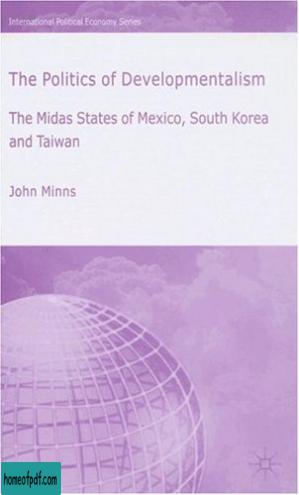 International Political Economy Series
The Politics of Developmentalism
The Midas States of Mexico, South Korea
and Taiwan
John Minns
homeofpdf.com